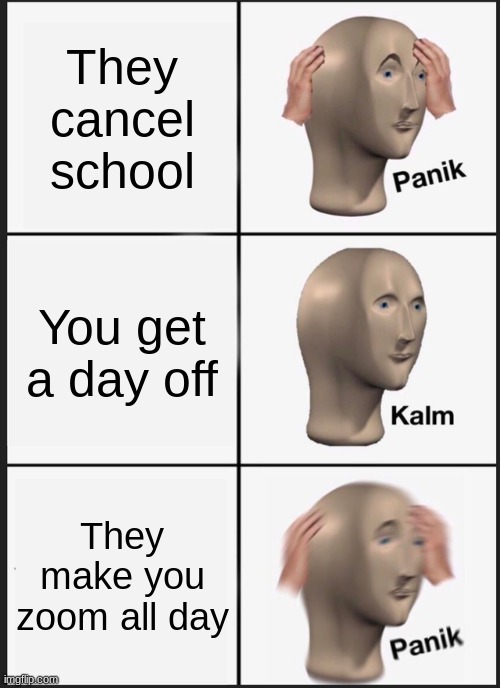 They
cancel
school
Panik
You get
a day off
Kalm
They
make you
zoom all day
Panik
imgflip.com